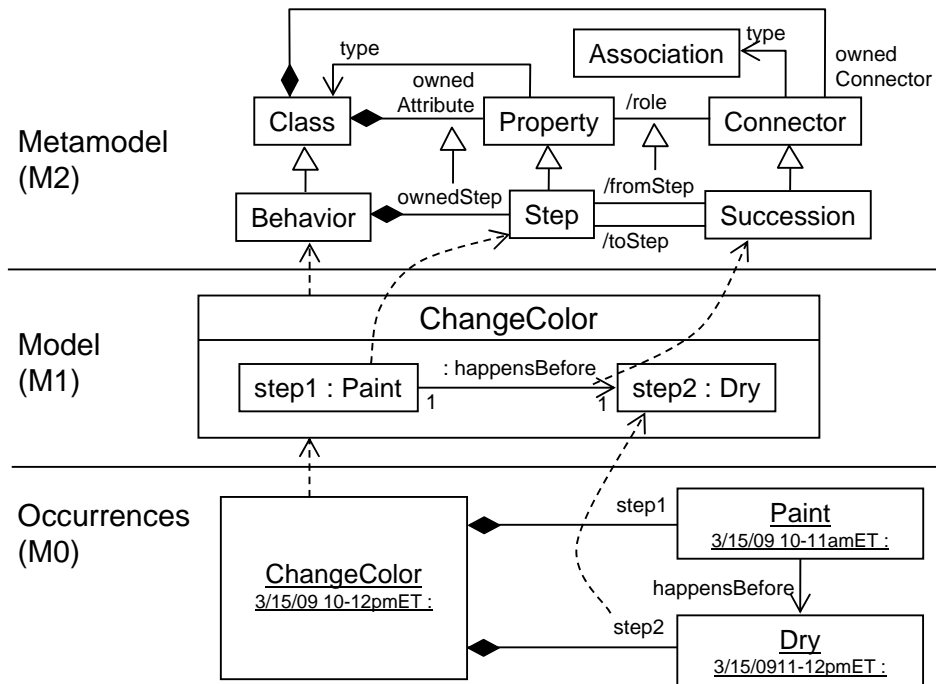 type
Association
type
owned
Connector
owned
Attribute
/role
Class
Property
Connector
Metamodel
(M2)
ownedStep
/fromStep
Behavior
Step
Succession
/toStep
ChangeColor
Model
(M1)
: happensBefore
step1 : Paint
step2 : Dry
1
1
Occurrences
(M0)
step1
Paint
3/15/09 10-11amET :
ChangeColor
3/15/09 10-12pmET :
happensBefore
step2
Dry
3/15/0911-12pmET :